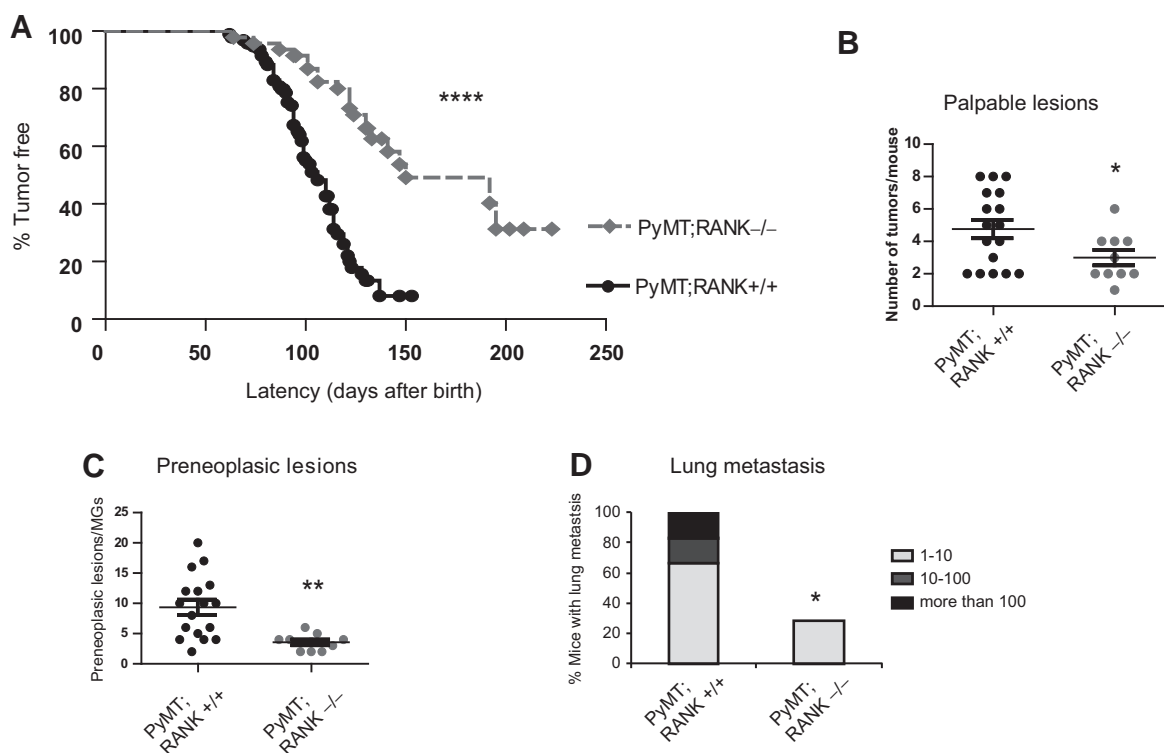 A
100
80
60
40
20
0
% Tumor free
0 50 100 150 200 250
Latency (days after birth)
****
PyMT;RANK–/–
PyMT;RANK+/+
B
Palpable lesions
10
8
6
4
2
0
Number of tumors/mouse
*
PyMT;
RANK +/+
PyMT;
RANK –/–
C
Preneoplasic lesions
25
20
15
10
5
0
Preneoplasic lesions/MGs
**
PyMT;
RANK +/+
PyMT;
RANK –/–
D
Lung metastasis
100
80
60
40
20
0
% Mice with lung metastsis
*
PyMT;
RANK +/+
PyMT;
RANK –/–
1-10
10-100
more than 100